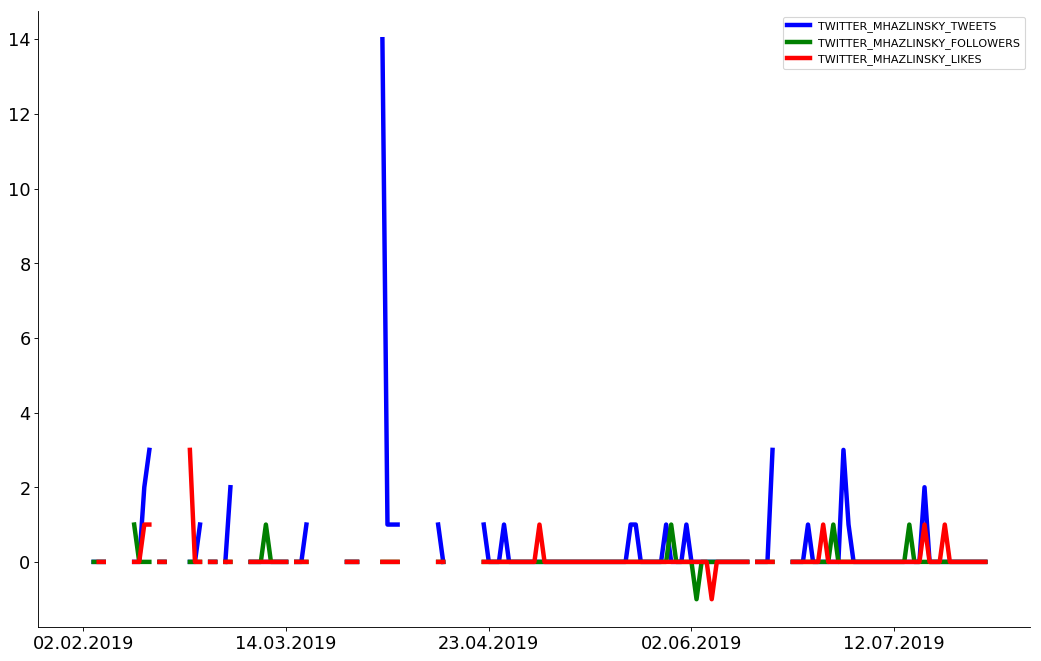 TWITTER_MHAZLINSKY_TWEETS
TWITTER_MHAZLINSKY_FOLLOWERS
TWITTER_MHAZLINSKY_LIKES
14
12
10
8
6
4
2
0
02.02.2019 14.03.2019 23.04.2019 02.06.2019 12.07.2019